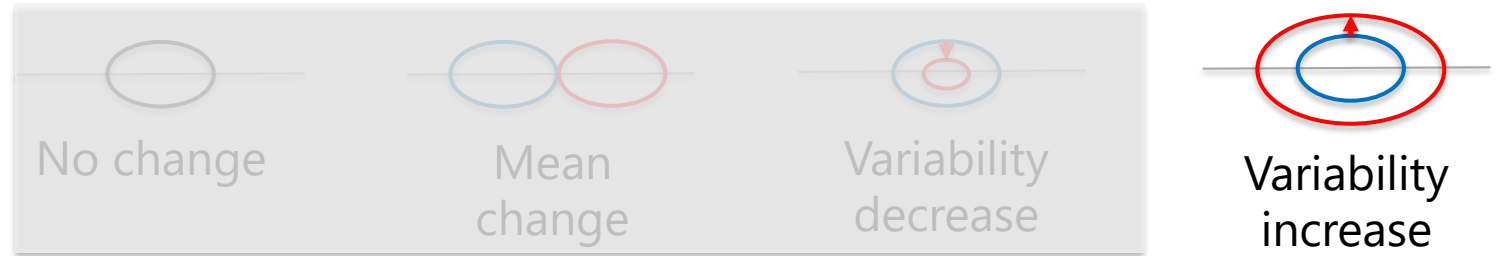 No change
Mean
change
Variability
decrease
Variability
increase